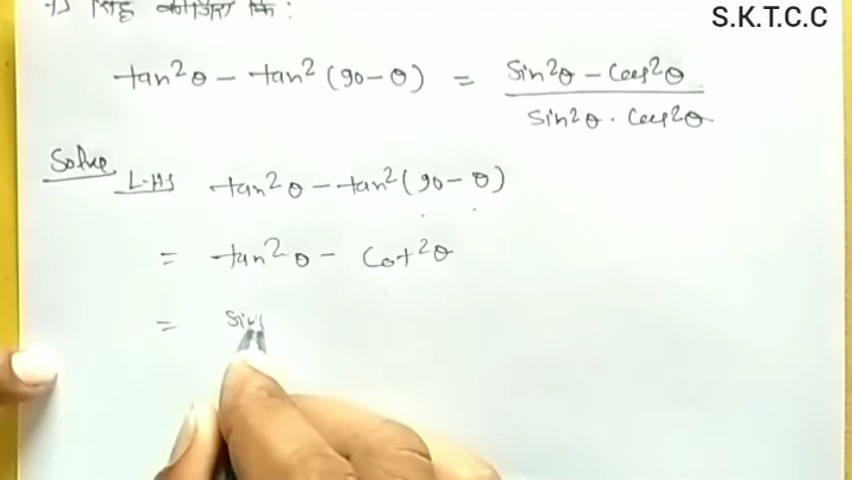 S.K.T.C.C
सिद्ध कीजिए कि :
tan²θ - tan² (90-θ) = sin²θ - cos²θ
sin²θ . cos²θ
Solve
L.H.S tan²θ - tan² (90-θ)
= tan²θ - cot²θ
= sin